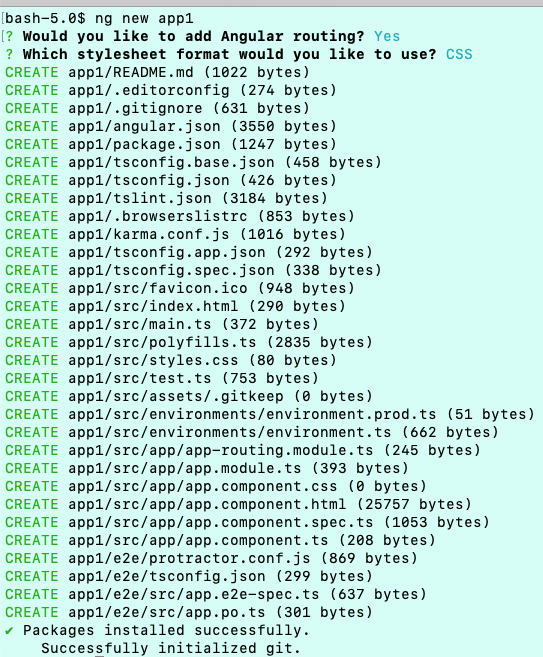 [bash-5.0$ ng new app1
[? Would you like to add Angular routing? Yes
? Which stylesheet format would you like to use? CSS
CREATE app1/README.md (1022 bytes)
CREATE app1/.editorconfig (274 bytes)
CREATE app1/.gitignore (631 bytes)
CREATE app1/angular.json (3550 bytes)
CREATE app1/package.json (1247 bytes)
CREATE app1/tsconfig.base.json (458 bytes)
CREATE app1/tsconfig.json (426 bytes)
CREATE app1/tslint.json (3184 bytes)
CREATE app1/.browserslistrc (853 bytes)
CREATE app1/karma.conf.js (1016 bytes)
CREATE app1/tsconfig.app.json (292 bytes)
CREATE app1/tsconfig.spec.json (338 bytes)
CREATE app1/src/favicon.ico (948 bytes)
CREATE app1/src/index.html (290 bytes)
CREATE app1/src/main.ts (372 bytes)
CREATE app1/src/polyfills.ts (2835 bytes)
CREATE app1/src/styles.css (80 bytes)
CREATE app1/src/test.ts (753 bytes)
CREATE app1/src/assets/.gitkeep (0 bytes)
CREATE app1/src/environments/environment.prod.ts (51 bytes)
CREATE app1/src/environments/environment.ts (662 bytes)
CREATE app1/src/app/app-routing.module.ts (245 bytes)
CREATE app1/src/app/app.module.ts (393 bytes)
CREATE app1/src/app/app.component.css (0 bytes)
CREATE app1/src/app/app.component.html (25757 bytes)
CREATE app1/src/app/app.component.spec.ts (1053 bytes)
CREATE app1/src/app/app.component.ts (208 bytes)
CREATE app1/e2e/protractor.conf.js (869 bytes)
CREATE app1/e2e/tsconfig.json (299 bytes)
CREATE app1/e2e/src/app.e2e-spec.ts (637 bytes)
CREATE app1/e2e/src/app.po.ts (301 bytes)
✔ Packages installed successfully.
Successfully initialized git.